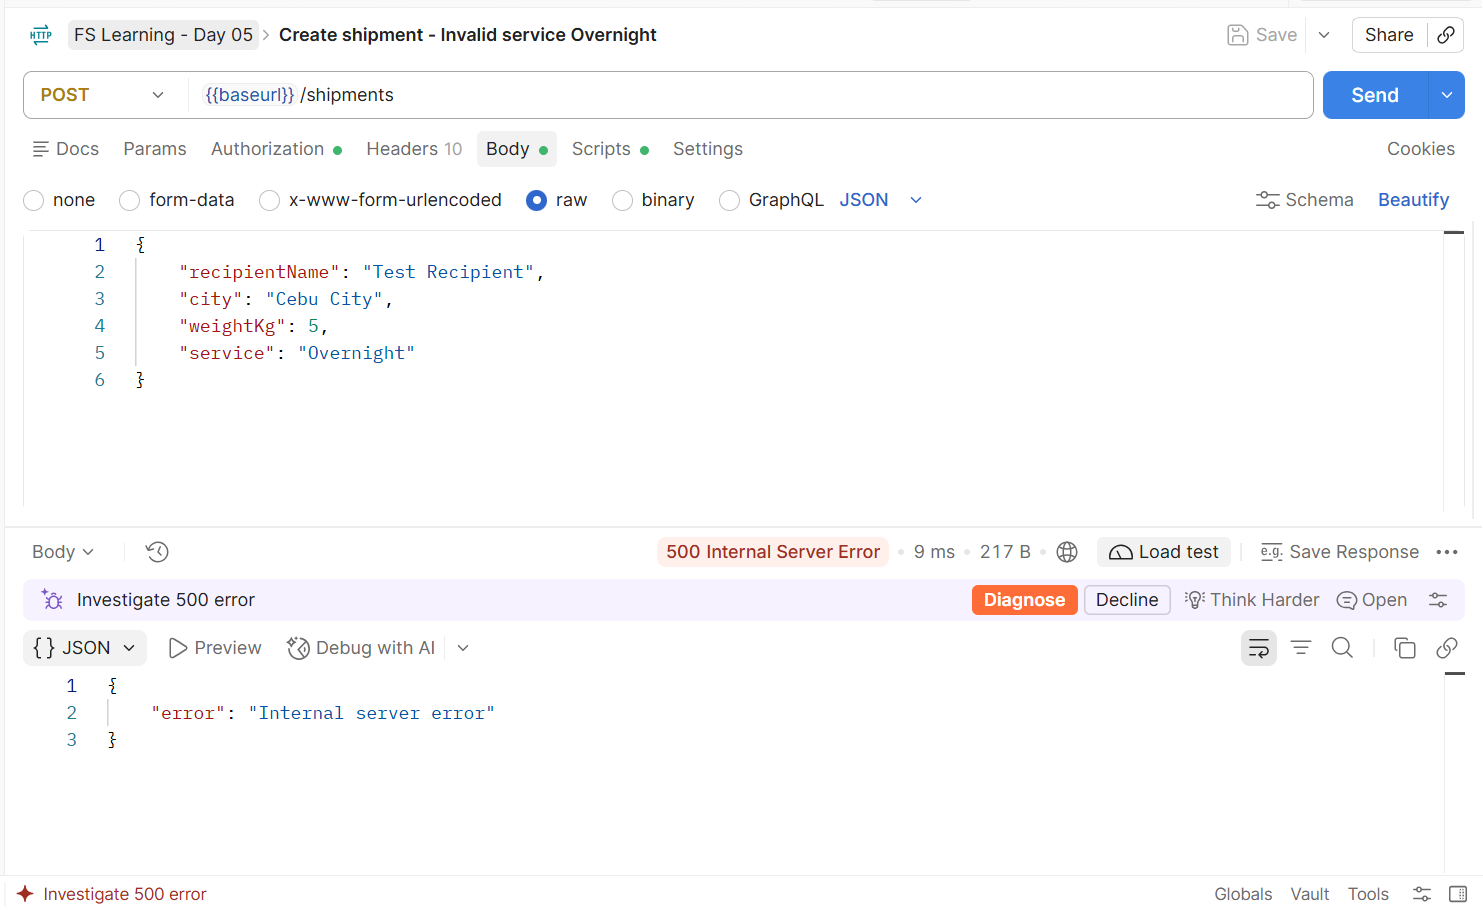 HTTP FS Learning - Day 05 > Create shipment - Invalid service Overnight Save Share
POST {{baseurl}} /shipments Send
Docs Params Authorization Headers 10 Body Scripts Settings Cookies
none form-data x-www-form-urlencoded raw binary GraphQL JSON Schema Beautify
1 {
2 "recipientName": "Test Recipient",
3 "city": "Cebu City",
4 "weightKg": 5,
5 "service": "Overnight"
6 }
Body 500 Internal Server Error 9 ms 217 B Load test e.g. Save Response
Investigate 500 error Diagnose Decline Think Harder Open
{} JSON Preview Debug with AI
1 {
2 "error": "Internal server error"
3 }
Investigate 500 error Globals Vault Tools